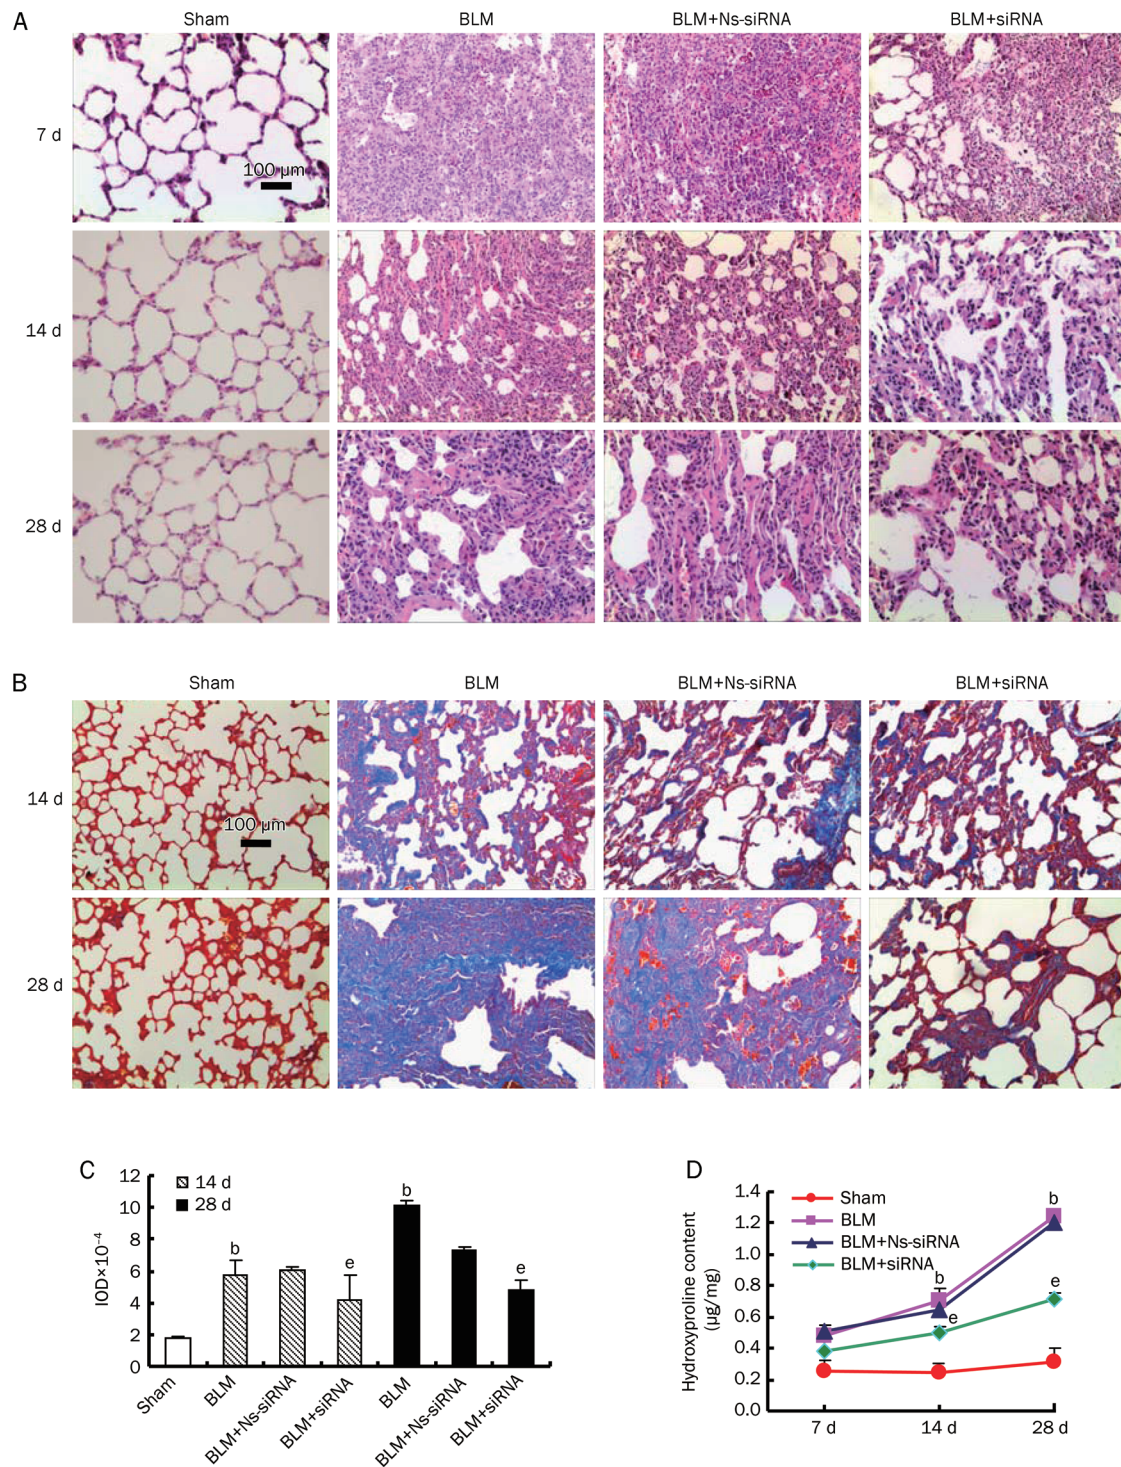 A
Sham
BLM
BLM+Ns-siRNA
BLM+siRNA
7 d
100 µm
14 d
28 d
B
Sham
BLM
BLM+Ns-siRNA
BLM+siRNA
14 d
100 µm
28 d
C
IOD×10⁻⁴
12
10
8
6
4
2
0
14 d
28 d
b
e
b
e
Sham
BLM
BLM+Ns-siRNA
BLM+siRNA
BLM
BLM+Ns-siRNA
BLM+siRNA
D
Hydroxyproline content
(µg/mg)
1.4
1.2
1.0
0.8
0.6
0.4
0.2
0.0
Sham
BLM
BLM+Ns-siRNA
BLM+siRNA
b
b
e
e
7 d
14 d
28 d